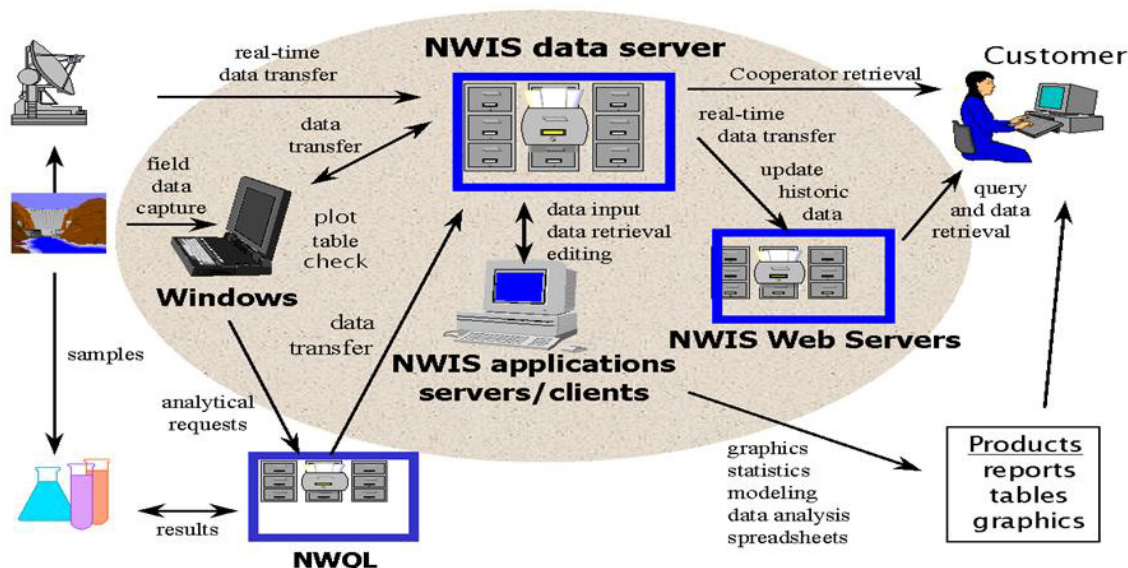 NWIS data server
real-time
data transfer
Cooperator retrieval
Customer
data
transfer
real-time
data transfer
field
data
capture
update
historic
data
query
and data
retrieval
plot
table
check
data input
data retrieval
editing
Windows
data
transfer
NWIS Web Servers
NWIS applications
servers/clients
samples
analytical
requests
graphics
statistics
modeling
data analysis
spreadsheets
Products
reports
tables
graphics
results
NWQL